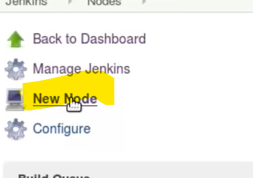 Jenkins Nodes
Back to Dashboard
Manage Jenkins
New Node
Configure
Build Queue